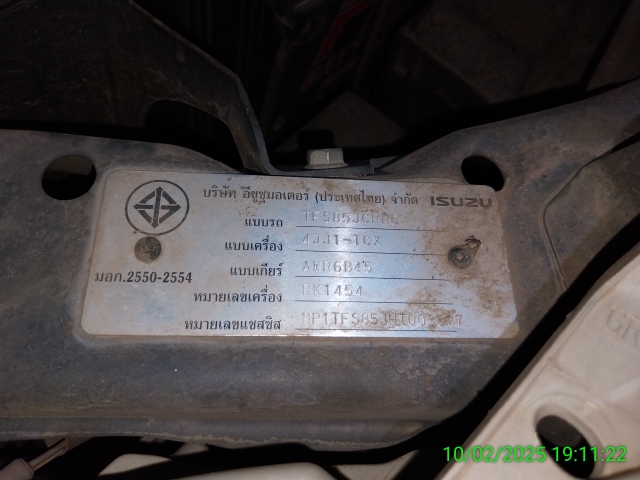 บริษัท อีซูซุมอเตอร์ (ประเทศไทย) จำกัด ISUZU
แบบรถ
แบบเครื่อง 4JJ1-TCX
แบบเกียร์ AWR6B45
มอก.2550-2554
หมายเลขเครื่อง RK1454
หมายเลขแชสซิส
10/02/2025 19:11:22